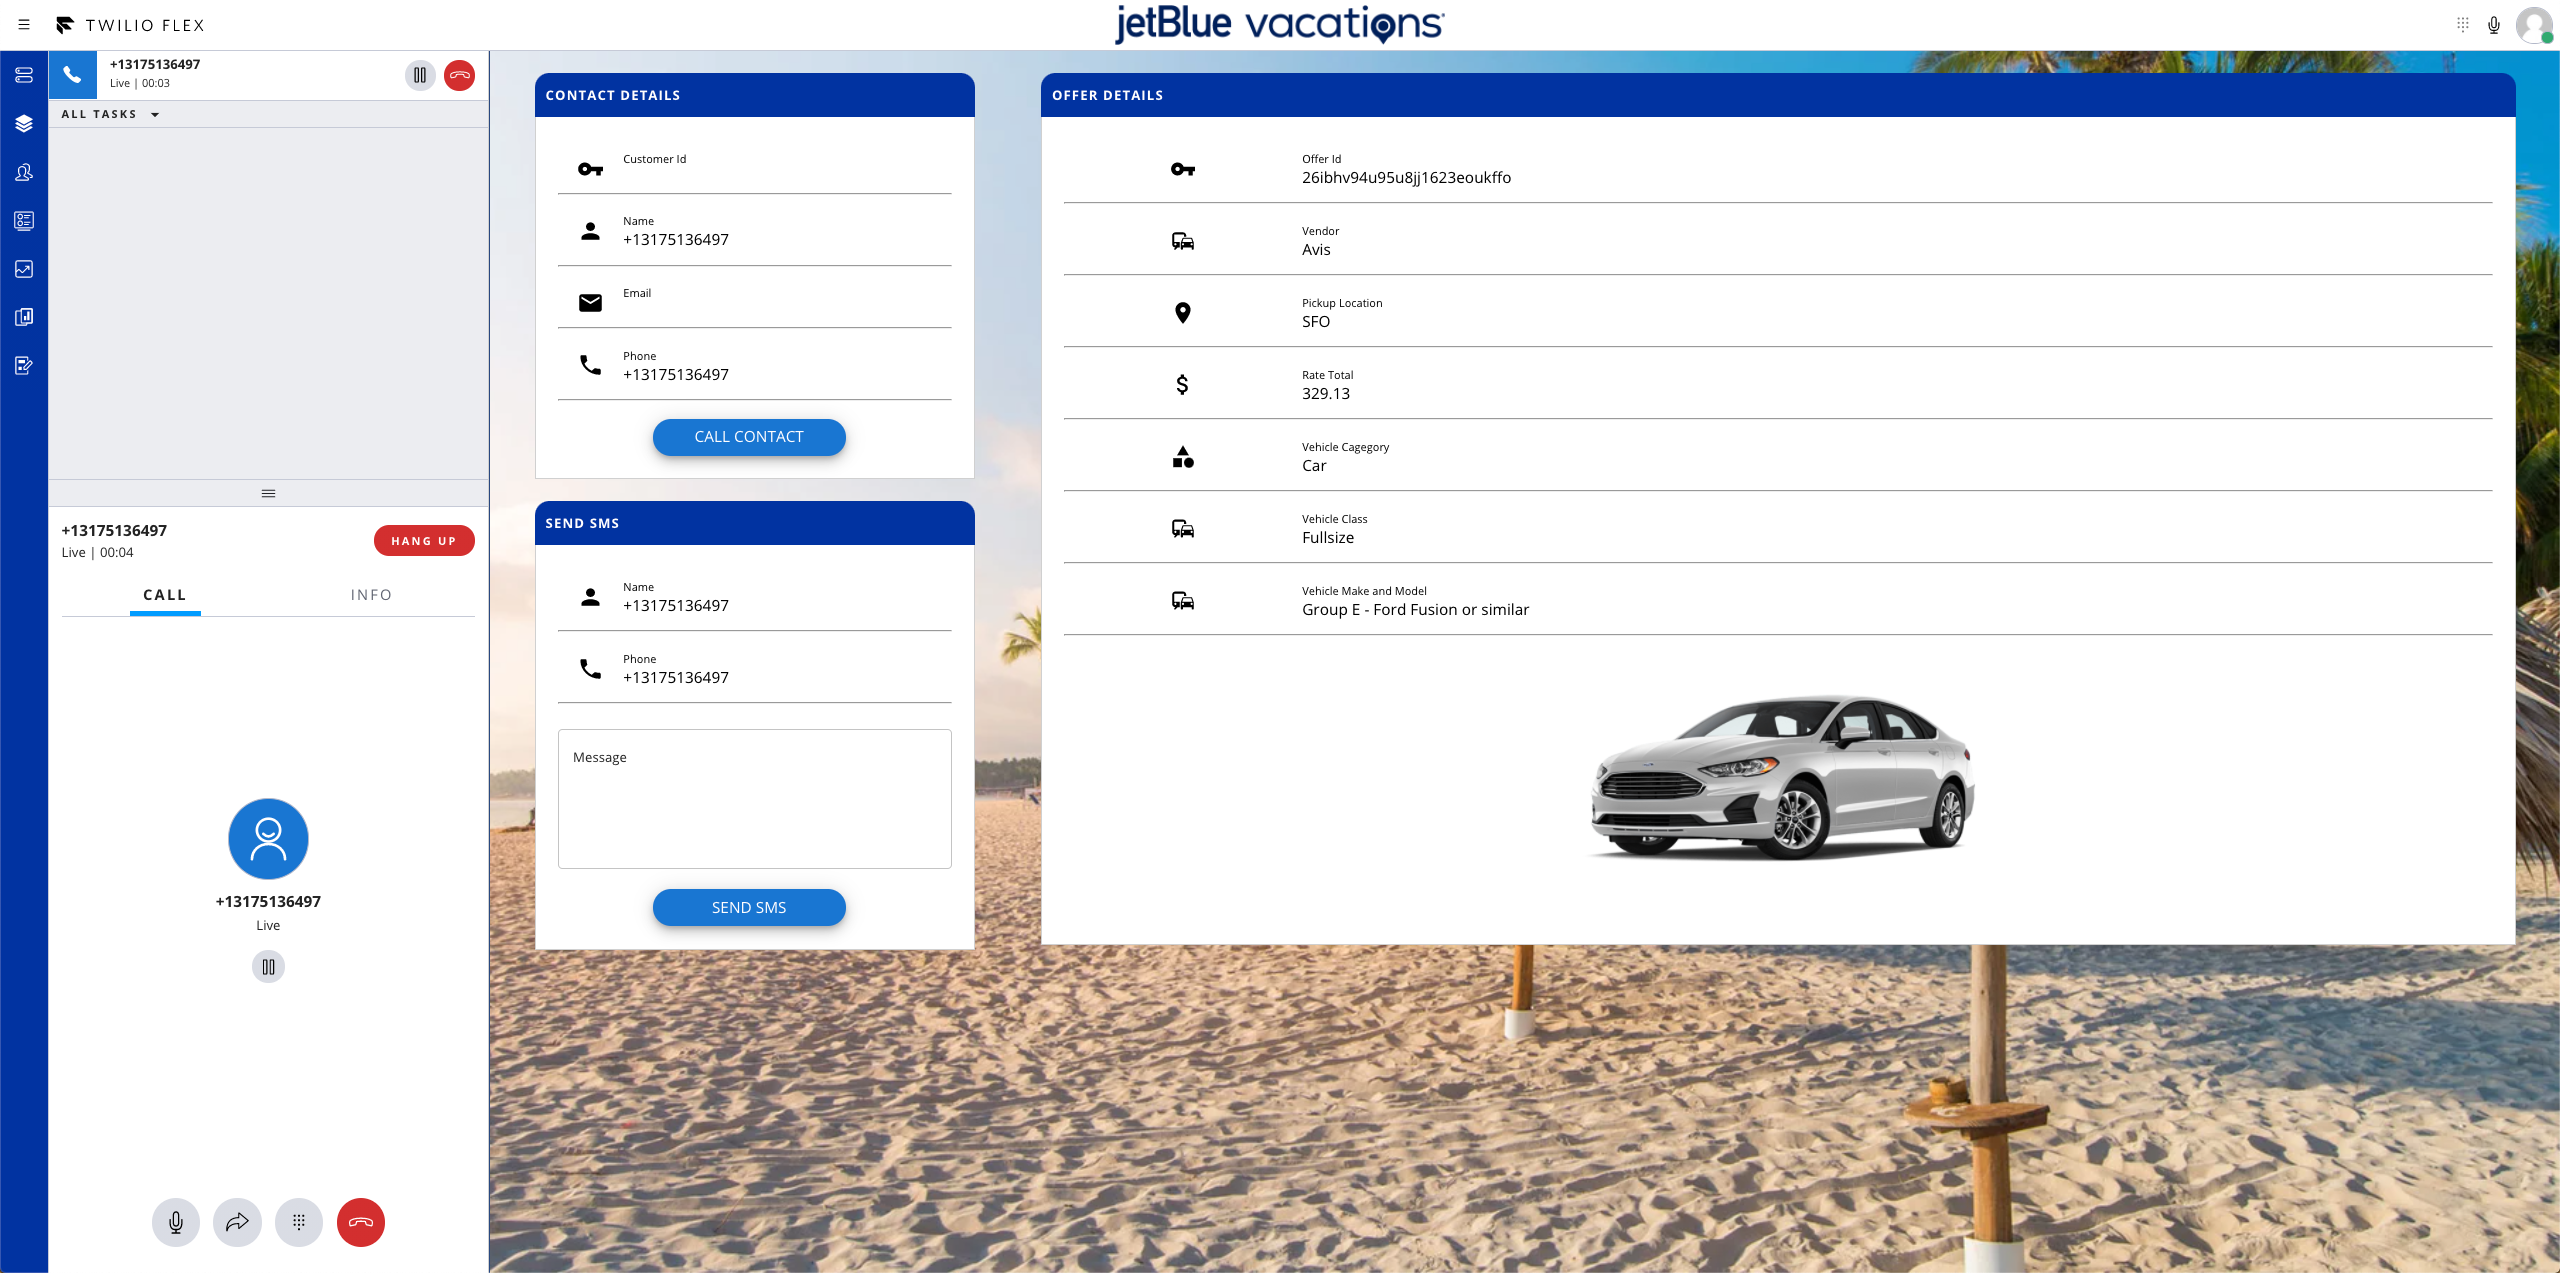 TWILIO FLEX
jetBlue vacations
+13175136497
Live | 00:03
ALL TASKS
+13175136497
Live | 00:04
HANG UP
CALL
INFO
+13175136497
Live
CONTACT DETAILS
Customer Id
Name
+13175136497
Email
Phone
+13175136497
CALL CONTACT
SEND SMS
Name
+13175136497
Phone
+13175136497
Message
SEND SMS
OFFER DETAILS
Offer Id
26ibhv94u95u8jj1623eoukffo
Vendor
Avis
Pickup Location
SFO
Rate Total
329.13
Vehicle Cagegory
Car
Vehicle Class
Fullsize
Vehicle Make and Model
Group E - Ford Fusion or similar